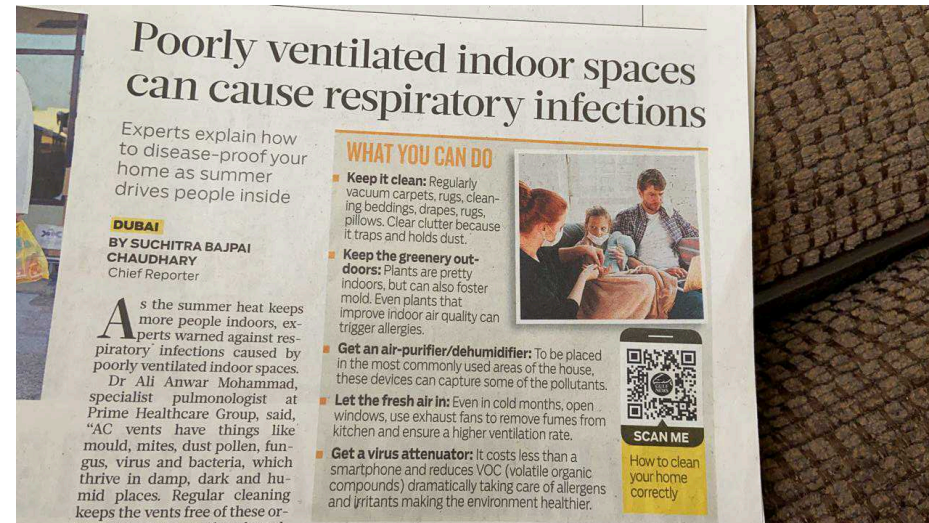 Poorly ventilated indoor spaces
can cause respiratory infections
Experts explain how
to disease-proof your
home as summer
drives people inside
DUBAI
BY SUCHITRA BAJPAI
CHAUDHARY
Chief Reporter
As the summer heat keeps
more people indoors, ex-
perts warned against res-
piratory infections caused by
poorly ventilated indoor spaces.
Dr Ali Anwar Mohammad,
specialist pulmonologist at
Prime Healthcare Group, said,
“AC vents have things like
mould, mites, dust pollen, fun-
gus, virus and bacteria, which
thrive in damp, dark and hu-
mid places. Regular cleaning
keeps the vents free of these or-
WHAT YOU CAN DO
Keep it clean: Regularly
vacuum carpets, rugs, clean-
ing beddings, drapes, rugs,
pillows. Clear clutter because
it traps and holds dust.
Keep the greenery out-
doors: Plants are pretty
indoors, but can also foster
mold. Even plants that
improve indoor air quality can
trigger allergies.
Get an air-purifier/dehumidifier: To be placed
in the most commonly used areas of the house,
these devices can capture some of the pollutants.
Let the fresh air in: Even in cold months, open
windows, use exhaust fans to remove fumes from
kitchen and ensure a higher ventilation rate.
Get a virus attenuator: It costs less than a
smartphone and reduces VOC (volatile organic
compounds) dramatically taking care of allergens
and irritants making the environment healthier.
SCAN ME
How to clean
your home
correctly